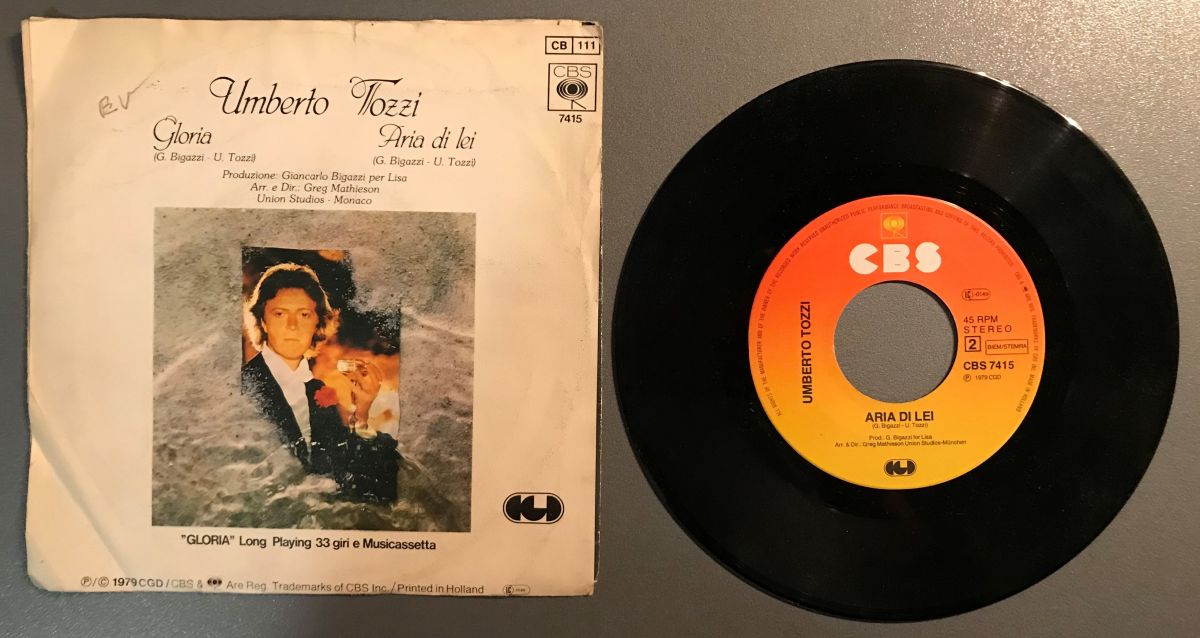 CB 111
CBS
7415
EV
Umberto Tozzi
Gloria
(G. Bigazzi - U. Tozzi)
Aria di lei
(G. Bigazzi - U. Tozzi)
Produzione: Giancarlo Bigazzi per Lisa
Arr. e Dir.: Greg Mathieson
Union Studios - Monaco
"GLORIA" Long Playing 33 giri e Musicassetta
℗/© 1979 CGD/CBS & Are Reg. Trademarks of CBS Inc./Printed in Holland
CBS
UMBERTO TOZZI
-0149
45 RPM
STEREO
2 BIEM/STEMRA
CBS 7415
℗ 1979 CGD
ARIA DI LEI
(G. Bigazzi - U. Tozzi)
Prod.: G. Bigazzi for Lisa
Arr. & Dir.: Greg Mathieson Union Studios-München